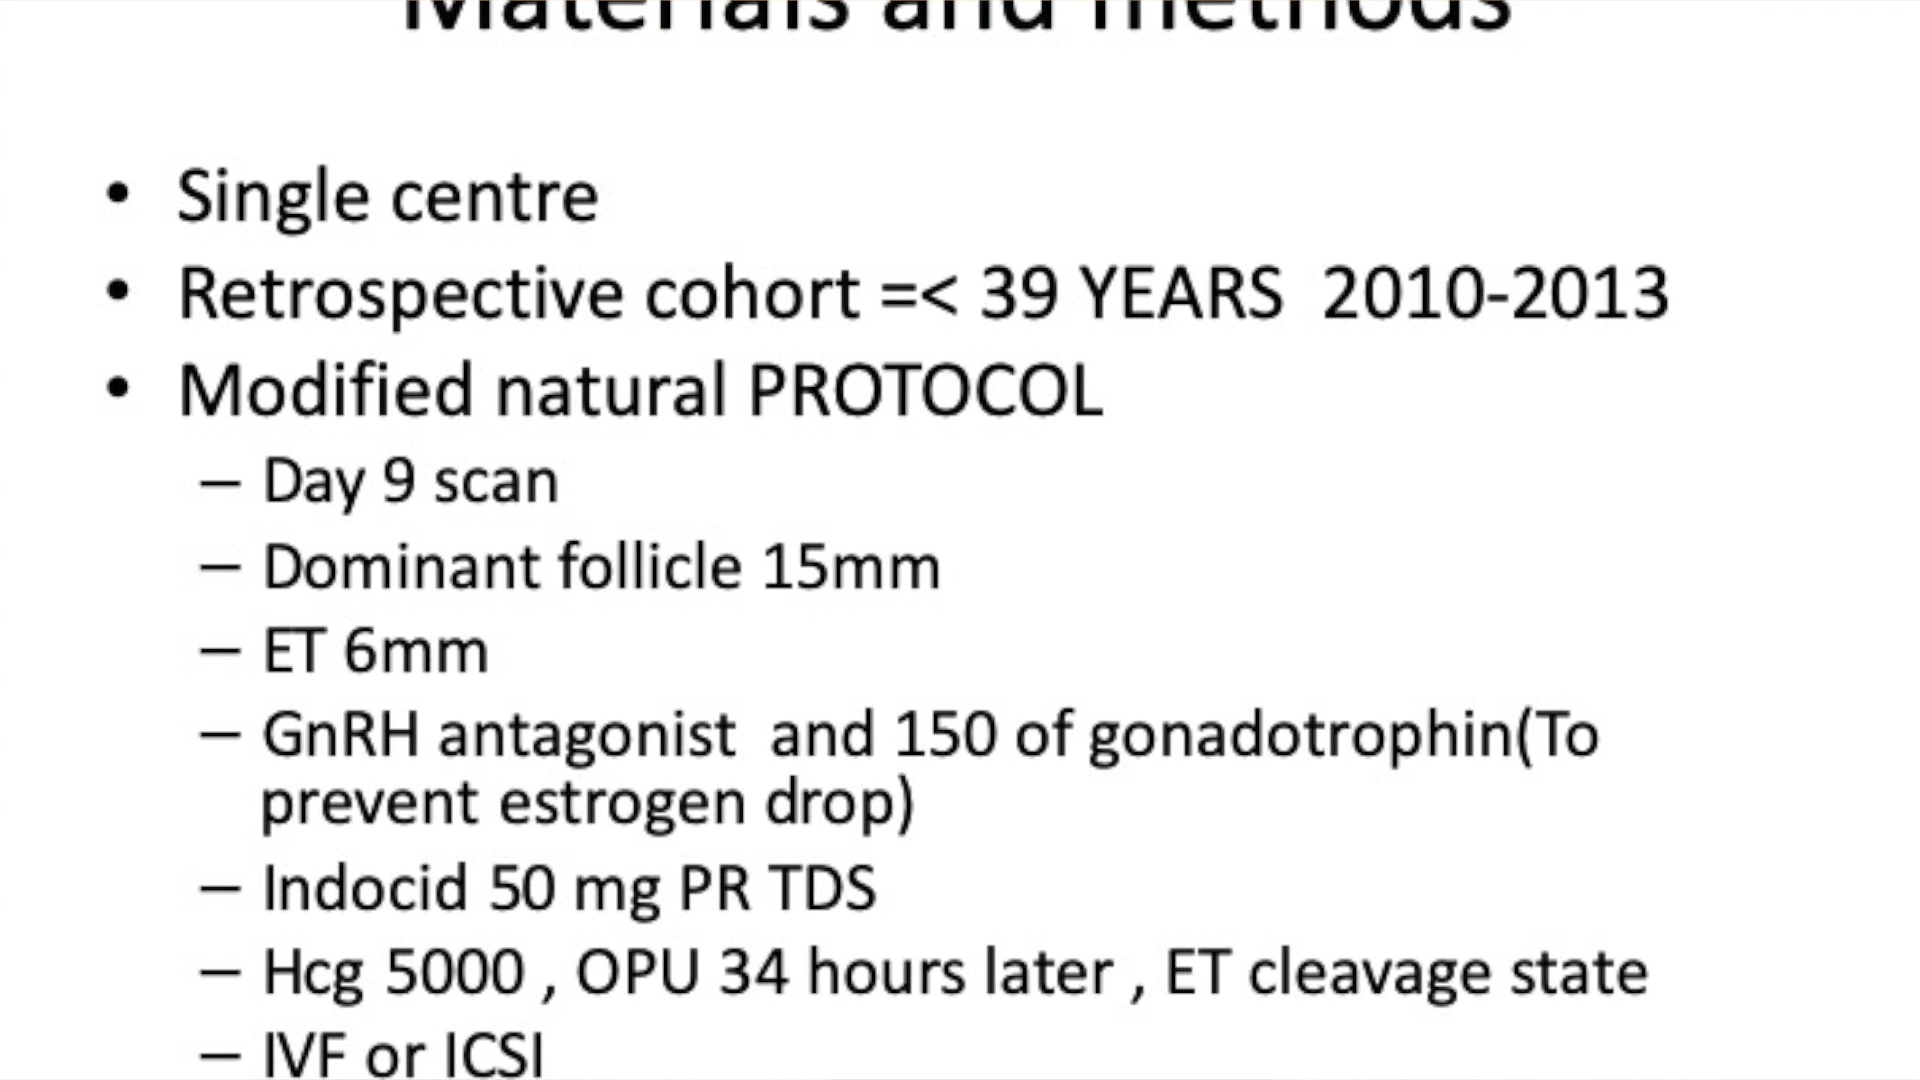 Materials and methods
• Single centre
• Retrospective cohort =< 39 YEARS 2010-2013
• Modified natural PROTOCOL
– Day 9 scan
– Dominant follicle 15mm
– ET 6mm
– GnRH antagonist and 150 of gonadotrophin(To
prevent estrogen drop)
– Indocid 50 mg PR TDS
– Hcg 5000 , OPU 34 hours later , ET cleavage state
– IVF or ICSI